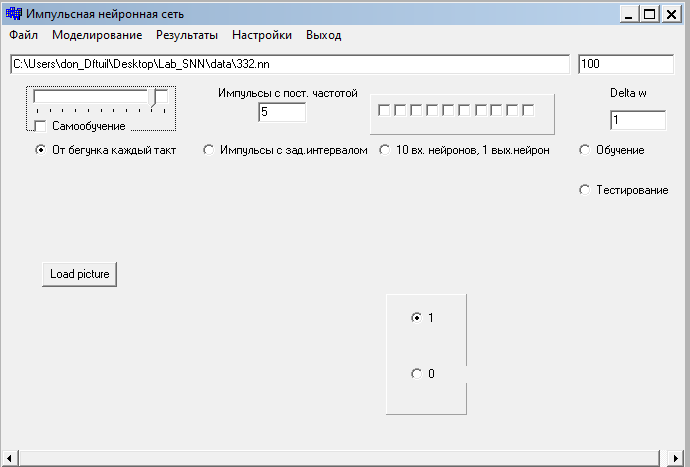 Импульсная нейронная сеть
Файл Моделирование Результаты Настройки Выход
C:\Users\don_Dftuil\Desktop\Lab_SNN\data\332.nn 100
Импульсы с пост. частотой Delta w
5 1
Самообучение
От бегунка каждый такт Импульсы с зад.интервалом 10 вх. нейронов, 1 вых.нейрон Обучение
Тестирование
Load picture
1
0